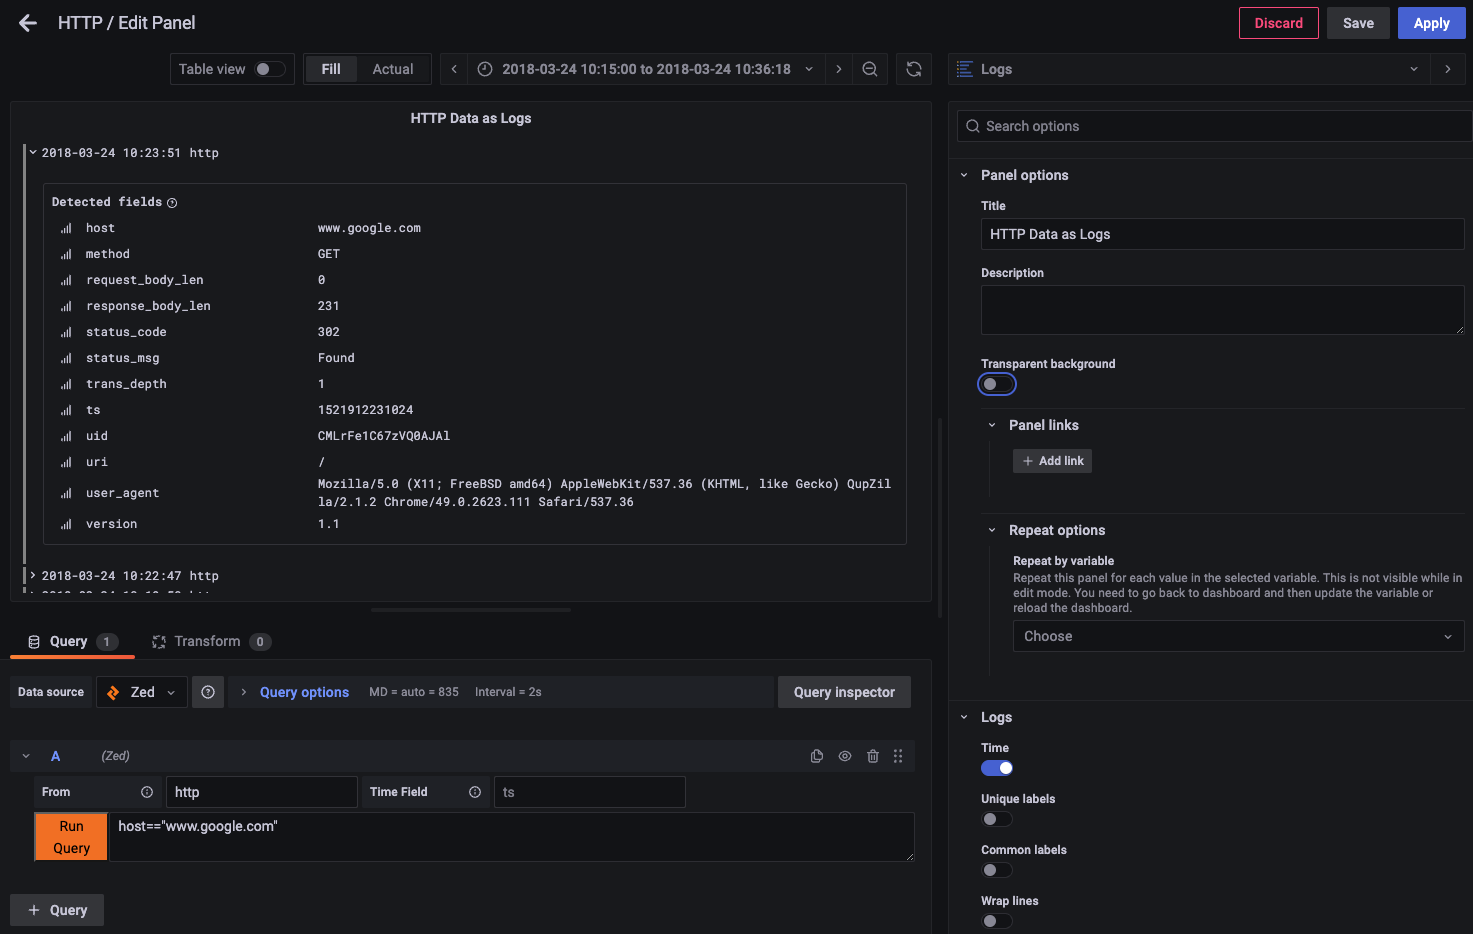 HTTP / Edit Panel
Discard
Save
Apply
Table view
Fill
Actual
2018-03-24 10:15:00 to 2018-03-24 10:36:18
Logs
HTTP Data as Logs
2018-03-24 10:23:51 http
Detected fields
host www.google.com
method GET
request_body_len 0
response_body_len 231
status_code 302
status_msg Found
trans_depth 1
ts 1521912231024
uid CMLrFe1C67zVQ0AJAl
uri /
user_agent Mozilla/5.0 (X11; FreeBSD amd64) AppleWebKit/537.36 (KHTML, like Gecko) QupZil
la/2.1.2 Chrome/49.0.2623.111 Safari/537.36
version 1.1
2018-03-24 10:22:47 http
Query 1
Transform 0
Data source
Zed
Query options
MD = auto = 835
Interval = 2s
Query inspector
A
(Zed)
From
http
Time Field
ts
Run
Query
host=="www.google.com"
+ Query
Search options
Panel options
Title
HTTP Data as Logs
Description
Transparent background
Panel links
+ Add link
Repeat options
Repeat by variable
Repeat this panel for each value in the selected variable. This is not visible while in
edit mode. You need to go back to dashboard and then update the variable or
reload the dashboard.
Choose
Logs
Time
Unique labels
Common labels
Wrap lines